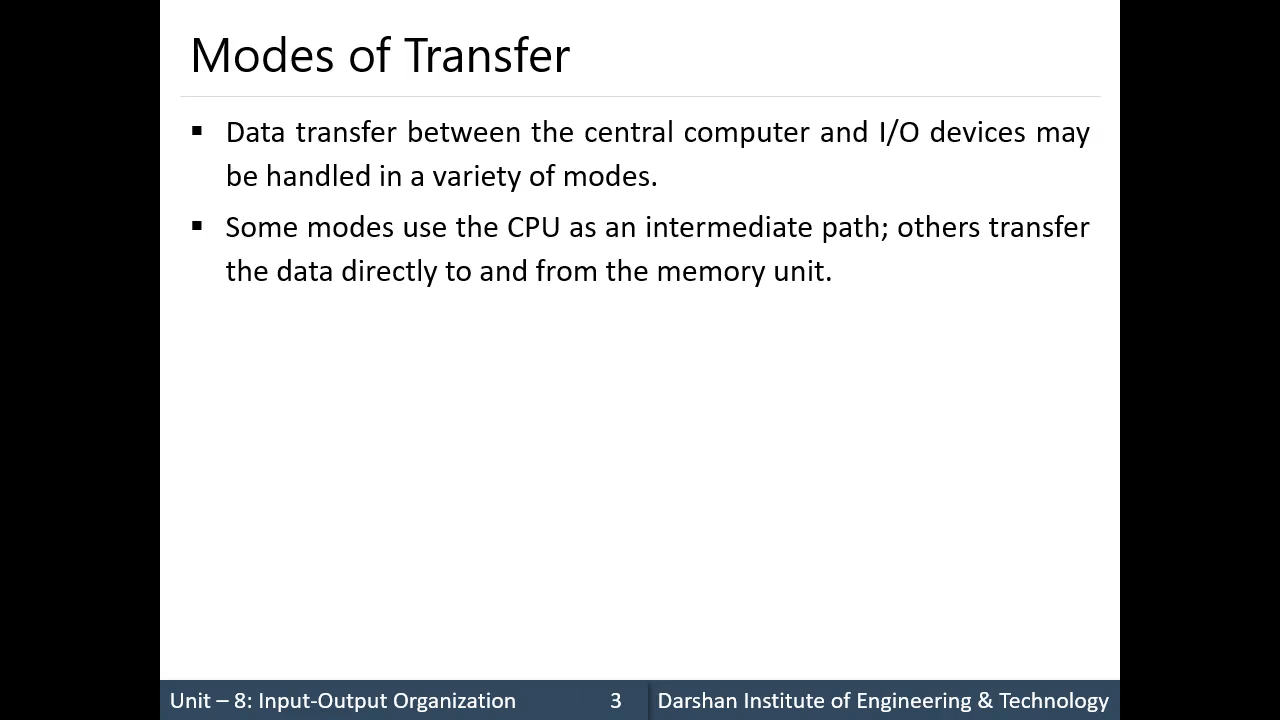 Modes of Transfer
▪ Data transfer between the central computer and I/O devices may
be handled in a variety of modes.
▪ Some modes use the CPU as an intermediate path; others transfer
the data directly to and from the memory unit.
Unit – 8: Input-Output Organization 3 Darshan Institute of Engineering & Technology